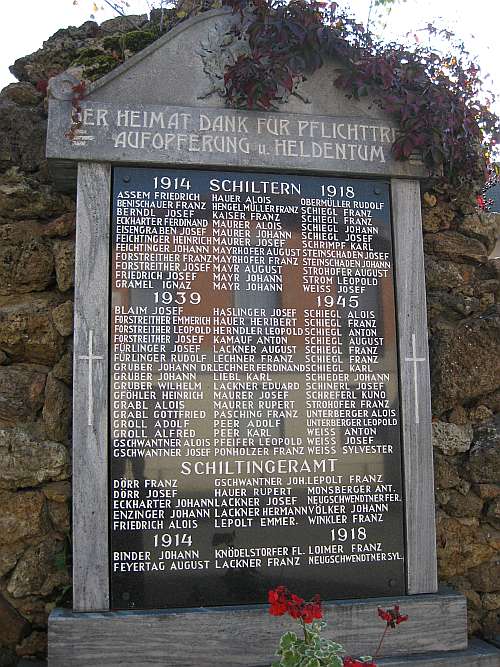 DER HEIMAT DANK FÜR PFLICHTTR
AUFOPFERUNG u. HELDENTUM
1914 SCHILTERN 1918
ASSEM FRIEDRICH HAUER ALOIS OBERMÜLLER RUDOLF
BENISCHAUER FRANZ HENGELMÜLLER FRANZ SCHIEGL FRANZ
BERNDL JOSEF KAISER FRANZ SCHIEGL FRANZ
ECKHARTER FERDINAND MAURER ALOIS SCHIEGL JOHANN
EISENGRABEN JOSEF MAURER JOHANN SCHIEGL JOHANN
FEICHTINGER HEINRICH MAURER JOSEF SCHRIMPF KARL
FEICHTINGER JOHANN MAYRHOFER AUGUST STEINSCHADEN JOSEF
FORSTREITHER FRANZ MAYRHOFER FRANZ STEINSCHADEN JOHANN
FORSTREITHER JOSEF MAYR AUGUST STROHOFER AUGUST
FRIEDRICH JOSEF MAYR JOHANN STROM LEOPOLD
GRAMEL IGNAZ MAYR JOHANN WEISS JOSEF
1939 1945
BLAIM JOSEF HASLINGER JOSEF SCHIEGL ALOIS
FORSTREITHER EMMERICH HAUER HERIBERT SCHIEGL FRANZ
FORSTREITHER LEOPOLD HERNDLER LEOPOLD SCHIEGL ANTON
FORSTREITHER JOSEF KAMAUF ANTON SCHIEGL AUGUST
FÜRLINGER JOSEF LACKNER AUGUST SCHIEGL FRANZ
FÜRLINGER RUDOLF LECHNER FRANZ SCHIEGL FRANZ
GRUBER JOHANN DR. LECHNER FERDINAND SCHIEGL KARL
GRUBER JOHANN LIEBL KARL SCHIEDER JOHANN
GRUBER WILHELM LACKNER EDUARD SCHINERL JOSEF
GFÖHLER HEINRICH MAURER JOSEF SCHREFERL KUNO
GRABL ALOIS MAURER RUPERT STROHOFER FRANZ
GRABL GOTTFRIED PASCHING FRANZ UNTERBERGER ALOIS
GROLL ADOLF PEER ADOLF UNTERBERGER LEOPOLD
GROLL ALFRED PEER KARL WEISS ANTON
GSCHWANTNER ALOIS PFEIFER LEOPOLD WEISS JOSEF
GSCHWANTNER JOSEF PONHOLZER FRANZ WEISS SYLVESTER
SCHILTINGERAMT
DÖRR FRANZ GSCHWANTNER JOH. LEPOLT FRANZ
DÖRR JOSEF HAUER RUPERT MONSBERGER ANT.
ECKHARTER JOHANN LACKNER JOSEF NEUGSCHWENDTNER FR.
ENZINGER JOHANN LACKNER HERMANN VÖLKER JOHANN
FRIEDRICH ALOIS LEPOLT EMMER. WINKLER FRANZ
1914 1918
BINDER JOHANN KNÖDELSTORFER FL. LOIMER FRANZ
FEYERTAG AUGUST LACKNER FRANZ NEUGSCHWENDTNER SYL.